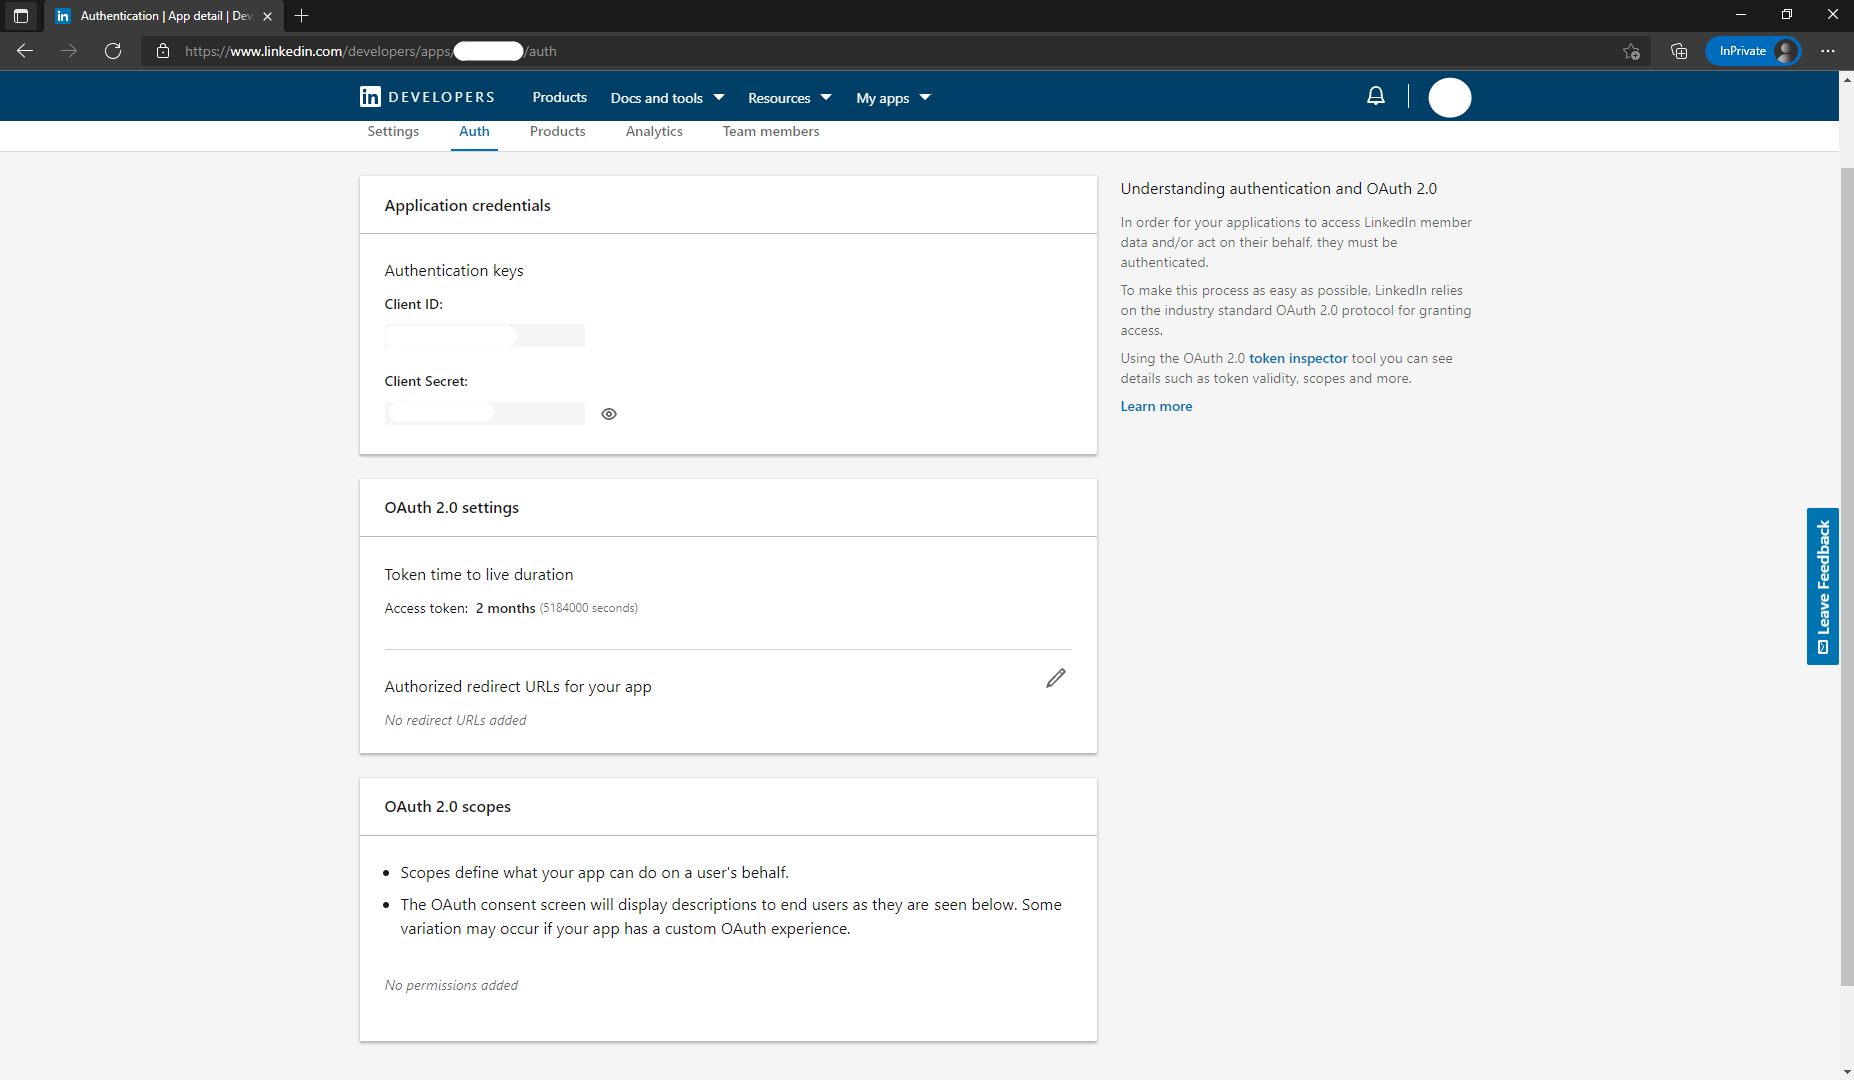 Authentication | App detail | Dev
https://www.linkedin.com/developers/apps/ /auth
InPrivate
in DEVELOPERS
Products
Docs and tools
Resources
My apps
Settings
Auth
Products
Analytics
Team members
Application credentials
Authentication keys
Client ID:
Client Secret:
OAuth 2.0 settings
Token time to live duration
Access token: 2 months (5184000 seconds)
Authorized redirect URLs for your app
No redirect URLs added
OAuth 2.0 scopes
Scopes define what your app can do on a user's behalf.
The OAuth consent screen will display descriptions to end users as they are seen below. Some
variation may occur if your app has a custom OAuth experience.
No permissions added
Understanding authentication and OAuth 2.0
In order for your applications to access LinkedIn member
data and/or act on their behalf, they must be
authenticated.
To make this process as easy as possible, LinkedIn relies
on the industry standard OAuth 2.0 protocol for granting
access.
Using the OAuth 2.0 token inspector tool you can see
details such as token validity, scopes and more.
Learn more
Leave Feedback